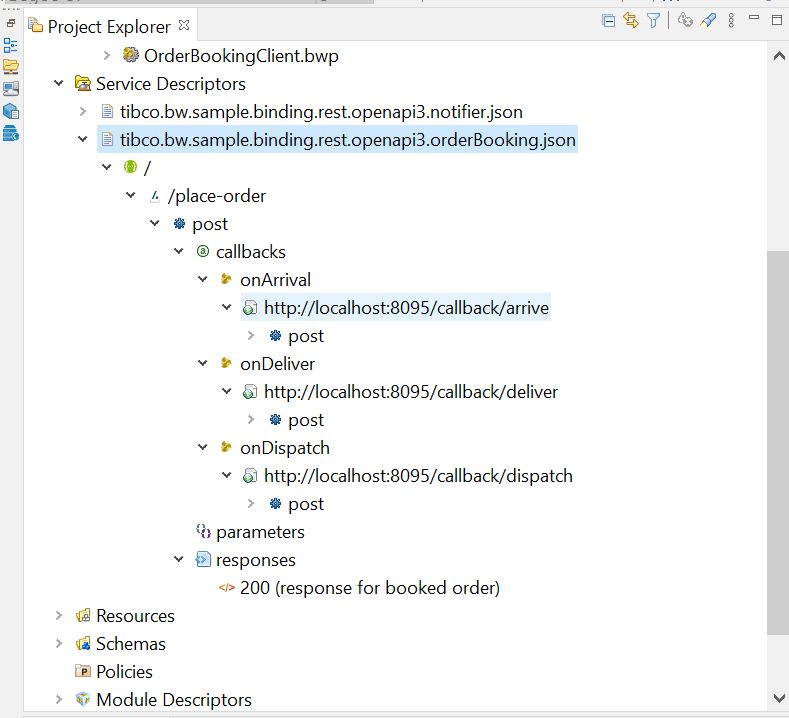 Project Explorer
OrderBookingClient.bwp
Service Descriptors
tibco.bw.sample.binding.rest.openapi3.notifier.json
tibco.bw.sample.binding.rest.openapi3.orderBooking.json
/
/place-order
post
callbacks
onArrival
http://localhost:8095/callback/arrive
post
onDeliver
http://localhost:8095/callback/deliver
post
onDispatch
http://localhost:8095/callback/dispatch
post
parameters
responses
200 (response for booked order)
Resources
Schemas
Policies
Module Descriptors